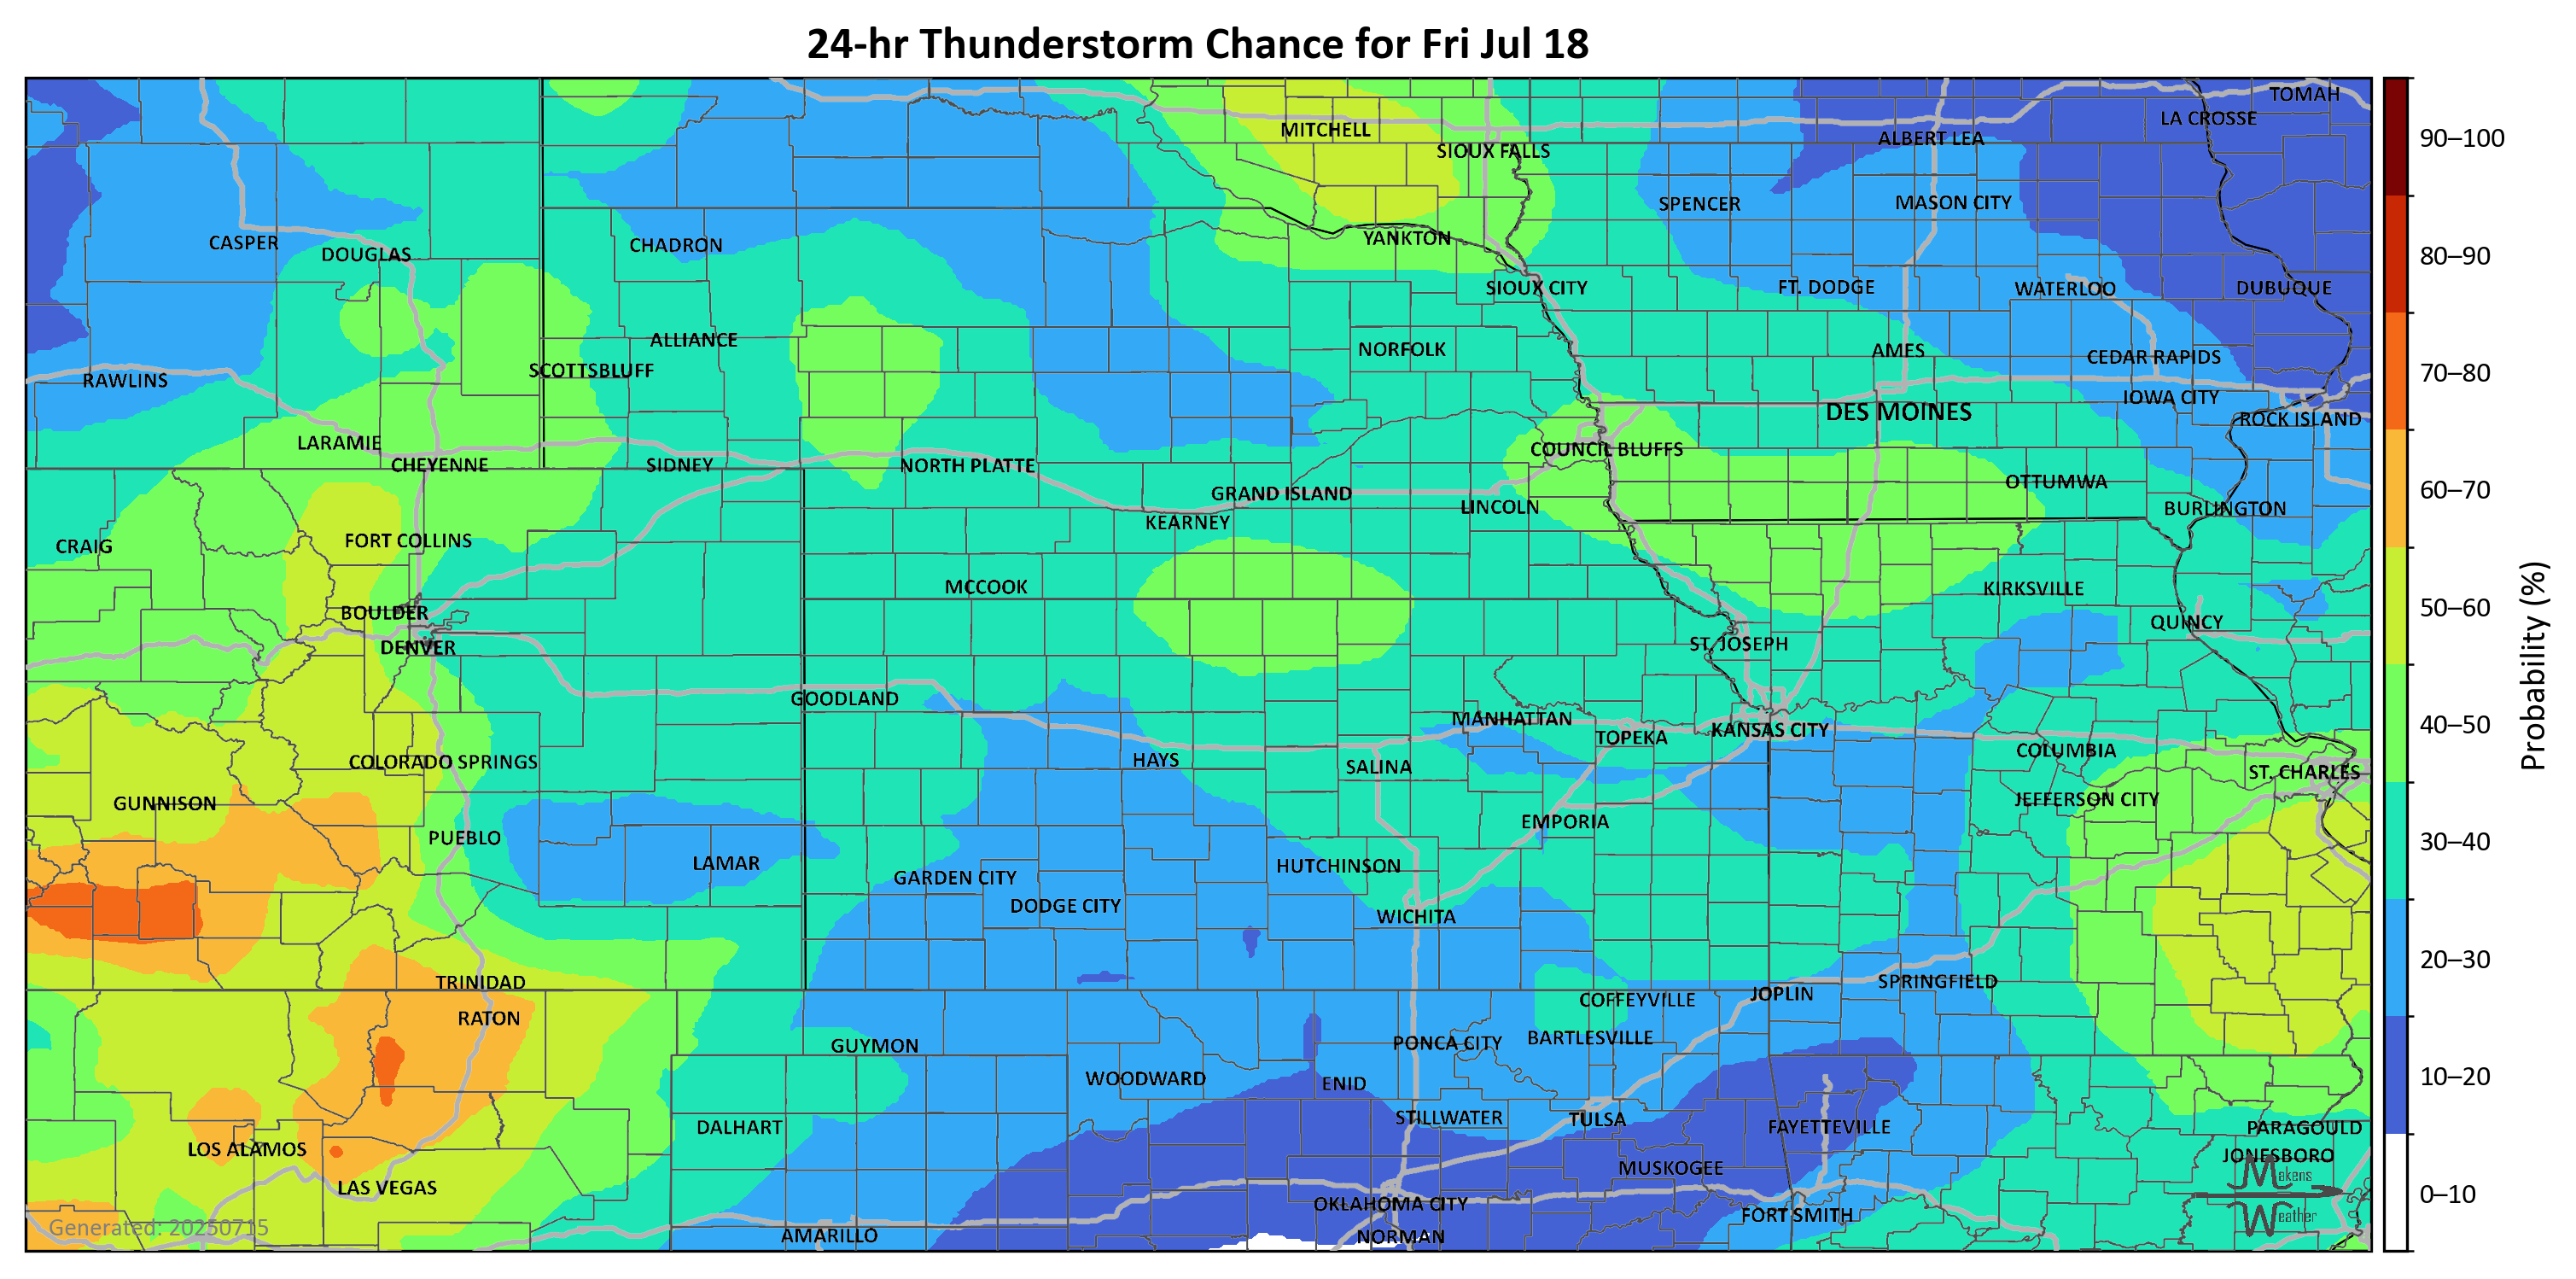 24-hr Thunderstorm Chance for Fri Jul 18
TOMAH
LA CROSSE
MITCHELL
ALBERT LEA
SIOUX FALLS
SPENCER
MASON CITY
CASPER
DOUGLAS
CHADRON
YANKTON
SIOUX CITY
FT. DODGE
WATERLOO
DUBUQUE
ALLIANCE
NORFOLK
AMES
CEDAR RAPIDS
RAWLINS
SCOTTSBLUFF
IOWA CITY
DES MOINES
ROCK ISLAND
LARAMIE
COUNCIL BLUFFS
CHEYENNE
SIDNEY
NORTH PLATTE
OTTUMWA
GRAND ISLAND
LINCOLN
BURLINGTON
KEARNEY
CRAIG
FORT COLLINS
MCCOOK
KIRKSVILLE
BOULDER
QUINCY
DENVER
ST. JOSEPH
GOODLAND
MANHATTAN
TOPEKA
KANSAS CITY
COLUMBIA
COLORADO SPRINGS
HAYS
SALINA
ST. CHARLES
GUNNISON
JEFFERSON CITY
PUEBLO
EMPORIA
LAMAR
HUTCHINSON
GARDEN CITY
DODGE CITY
WICHITA
TRINIDAD
SPRINGFIELD
JOPLIN
COFFEYVILLE
RATON
BARTLESVILLE
GUYMON
PONCA CITY
WOODWARD
ENID
STILLWATER
TULSA
DALHART
FAYETTEVILLE
PARAGOULD
LOS ALAMOS
JONESBORO
MUSKOGEE
LAS VEGAS
OKLAHOMA CITY
FORT SMITH
AMARILLO
NORMAN
Generated: 20250715
Makens
Weather
90–100
80–90
70–80
60–70
50–60
40–50
30–40
20–30
10–20
0–10
Probability (%)